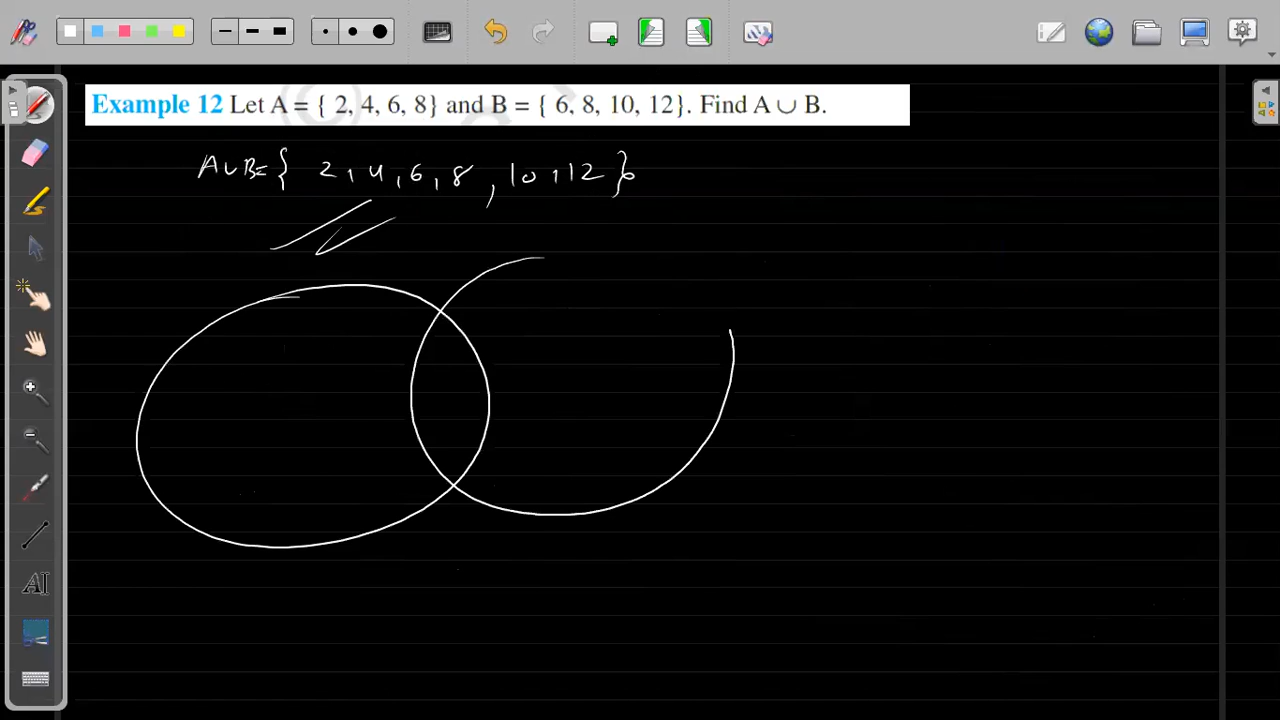 Example 12 Let A = { 2, 4, 6, 8} and B = { 6, 8, 10, 12}. Find A ∪ B.
A∪B={ 2, 4, 6, 8, 10, 12 }
AI